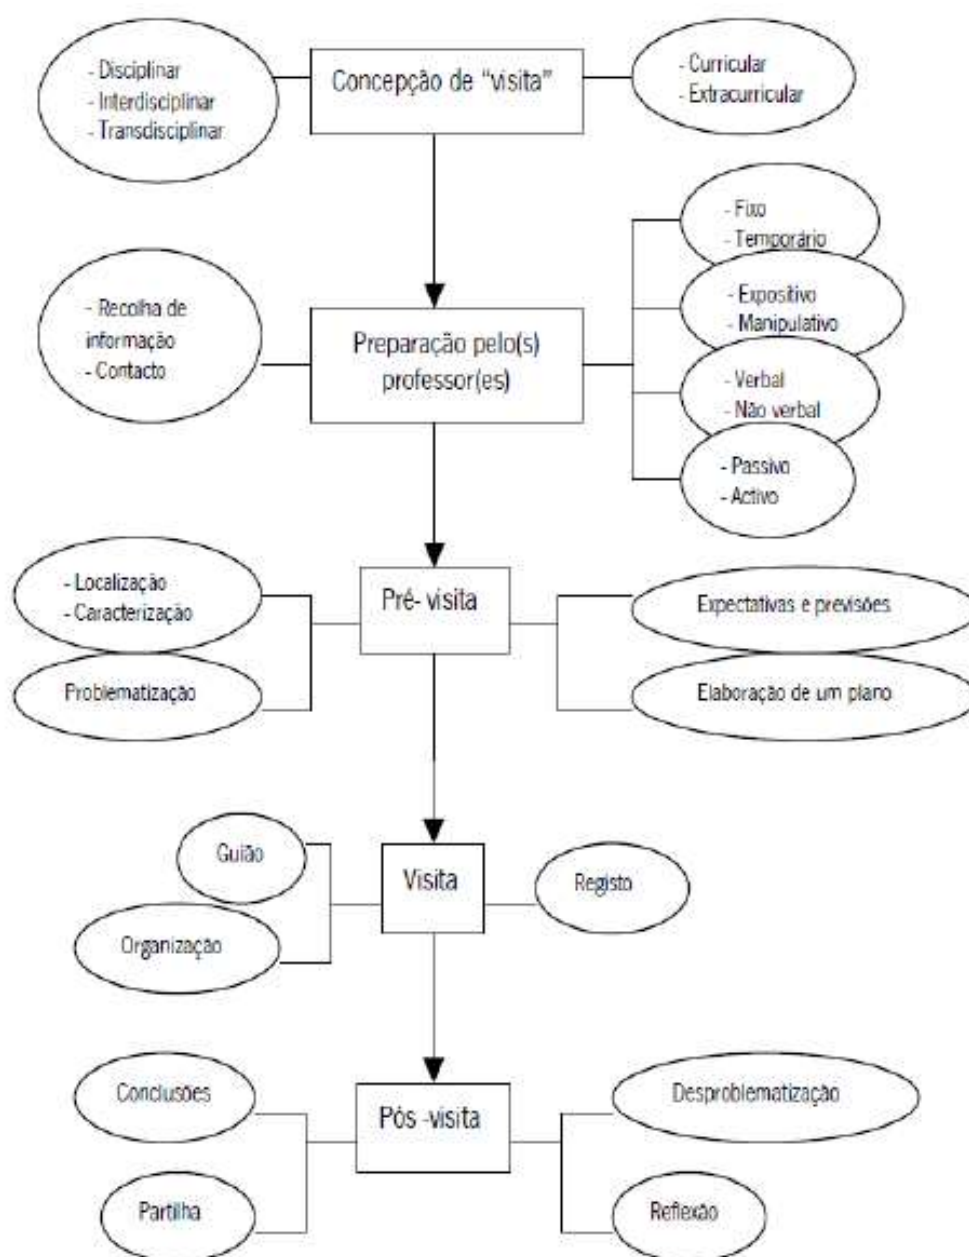 - Disciplinar
- Interdisciplinar
- Transdisciplinar
Concepção de "visita"
- Curricular
- Extracurricular
- Fixo
- Temporário
- Recolha de
informação
- Contacto
Preparação pelo(s)
professor(es)
- Expositivo
- Manipulativo
- Verbal
- Não verbal
- Passivo
- Activo
- Localização
- Caracterização
Problematização
Pré- visita
Expectativas e previsões
Elaboração de um plano
Guião
Organização
Visita
Registo
Conclusões
Partilha
Pós -visita
Desproblematização
Reflexão